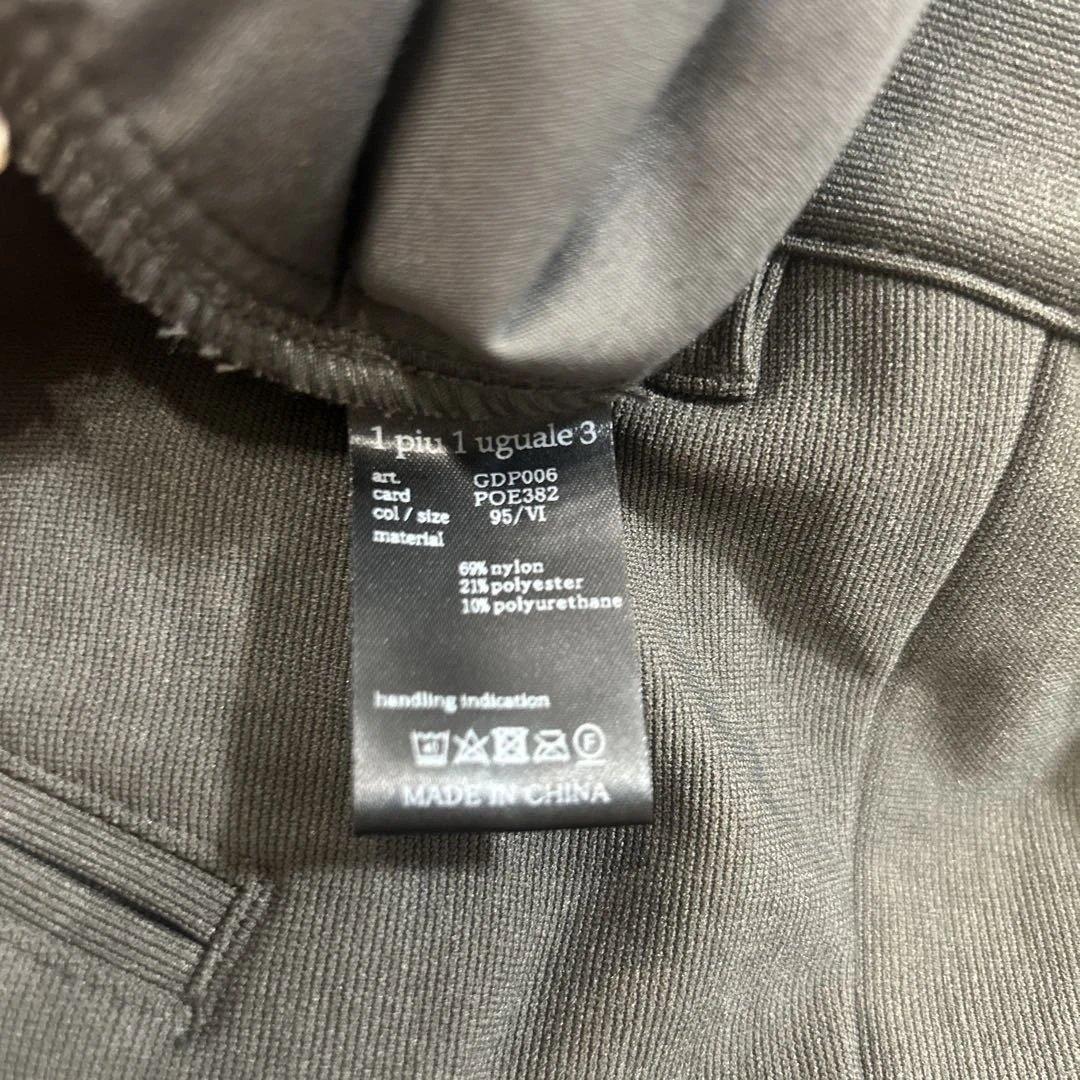 1 piu 1 uguale 3
art. GDP006
card POE382
col / size 95/VI
material
69% nylon
21% polyester
10% polyurethane
handling indication
F
MADE IN CHINA